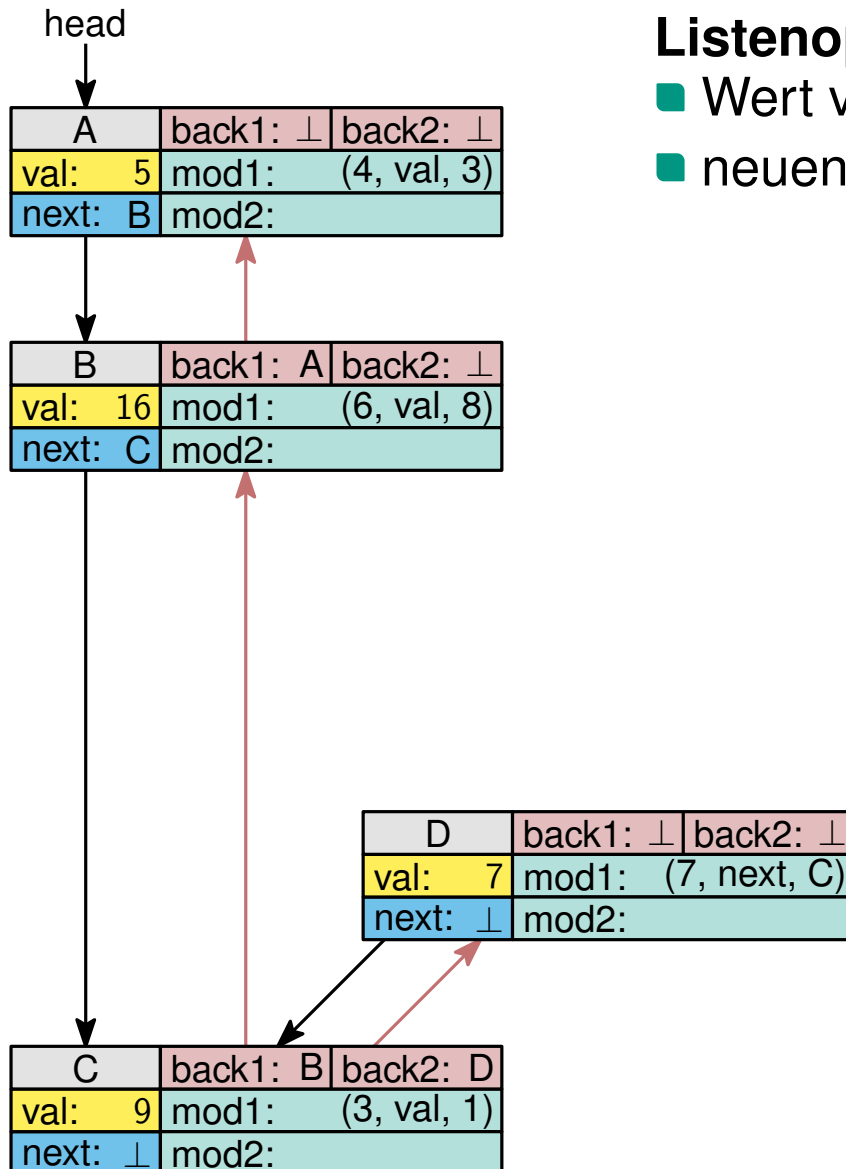 head
Listenop
Wert v
neuen
A back1: ⊥ back2: ⊥
val: 5 mod1: (4, val, 3)
next: B mod2:
B back1: A back2: ⊥
val: 16 mod1: (6, val, 8)
next: C mod2:
D back1: ⊥ back2: ⊥
val: 7 mod1: (7, next, C)
next: ⊥ mod2:
C back1: B back2: D
val: 9 mod1: (3, val, 1)
next: ⊥ mod2: